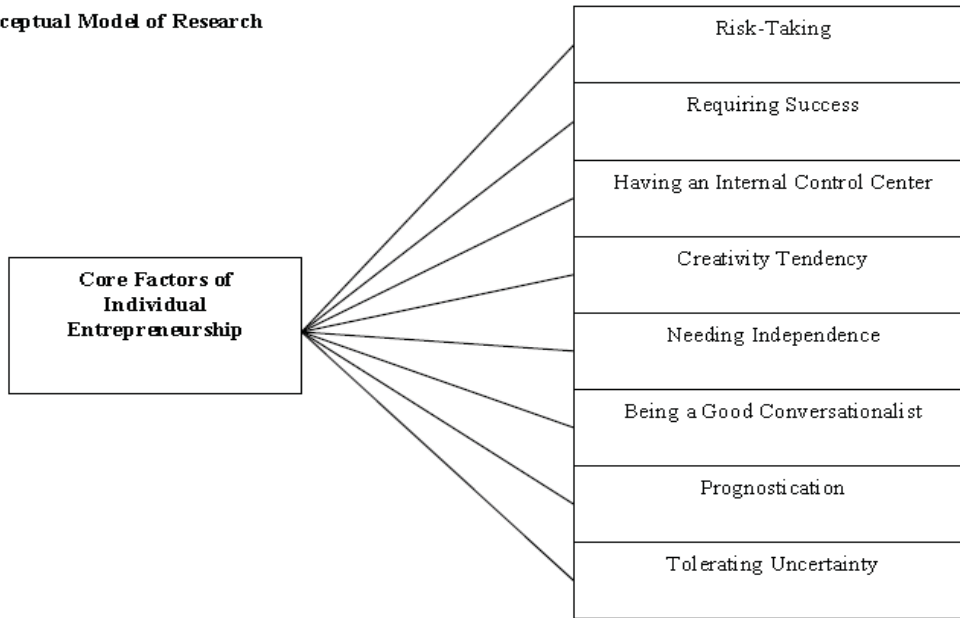 ceptual Model of Research
Risk-Taking
Requiring Success
Having an Internal Control Center
Creativity Tendency
Core Factors of
Individual
Entrepreneurship
Needing Independence
Being a Good Conversationalist
Prognostication
Tolerating Uncertainty